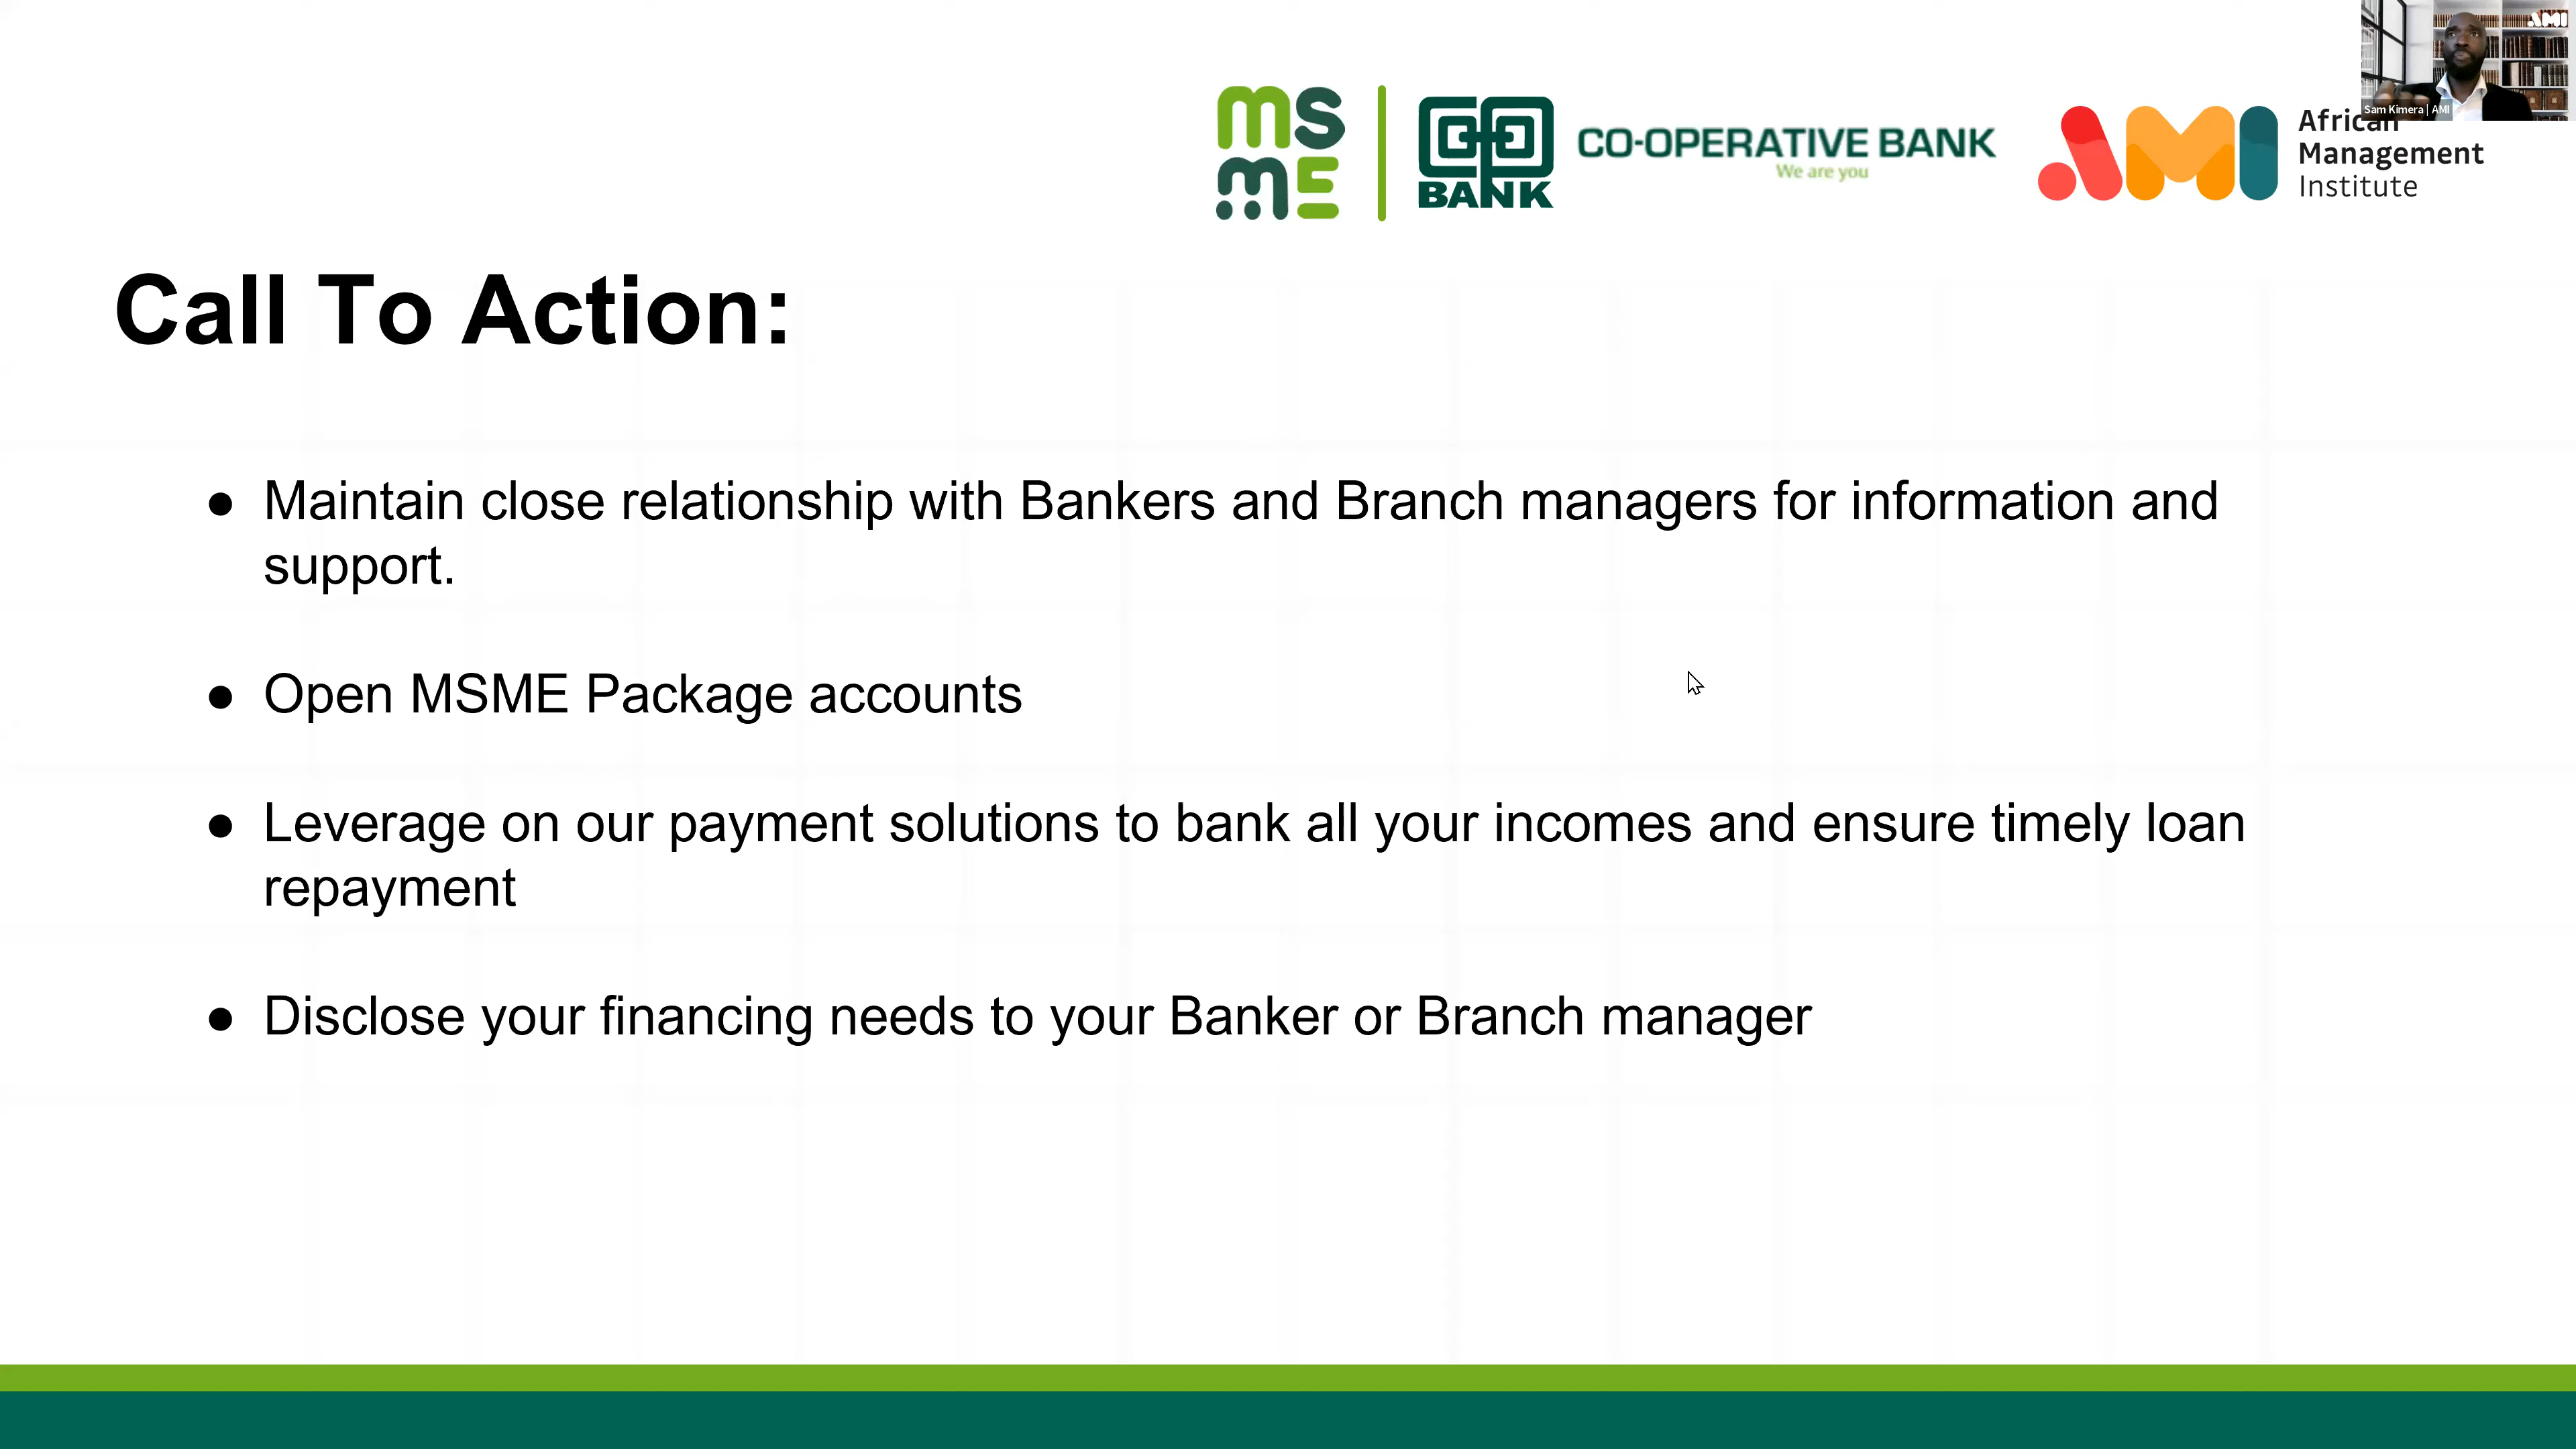 AMI
Sam Kimera | AMI
MS
ME
BANK
CO-OPERATIVE BANK
We are you
AMI
African
Management
Institute
Call To Action:
● Maintain close relationship with Bankers and Branch managers for information and
support.
● Open MSME Package accounts
● Leverage on our payment solutions to bank all your incomes and ensure timely loan
repayment
● Disclose your financing needs to your Banker or Branch manager